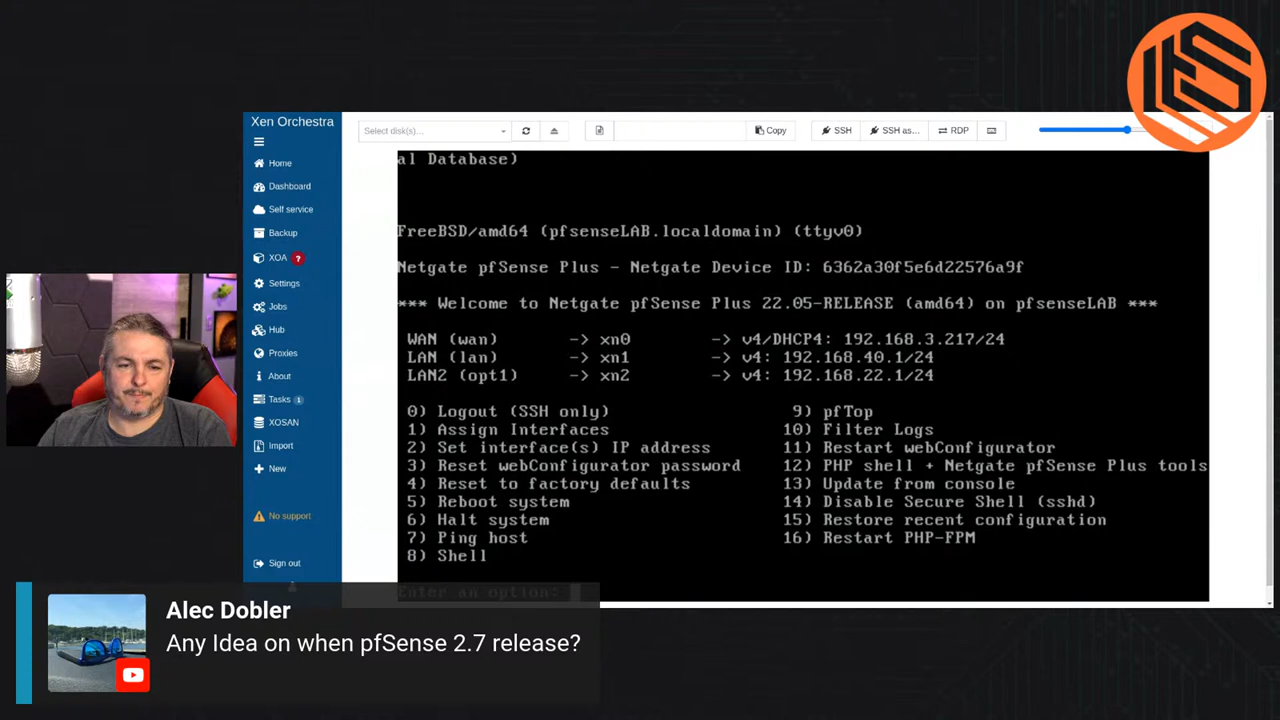 Xen Orchestra
Home
Dashboard
Self service
Backup
XOA ?
Settings
Jobs
Hub
Proxies
About
Tasks 1
XOSAN
Import
New
No support
Sign out
Select disk(s)...
Copy
SSH
SSH as...
RDP
al Database)
FreeBSD/amd64 (pfsenseLAB.localdomain) (ttyv0)
Netgate pfSense Plus - Netgate Device ID: 6362a30f5e6d22576a9f
*** Welcome to Netgate pfSense Plus 22.05-RELEASE (amd64) on pfsenseLAB ***
WAN (wan) -> xn0 -> v4/DHCP4: 192.168.3.217/24
LAN (lan) -> xn1 -> v4: 192.168.40.1/24
LAN2 (opt1) -> xn2 -> v4: 192.168.22.1/24
0) Logout (SSH only) 9) pfTop
1) Assign Interfaces 10) Filter Logs
2) Set interface(s) IP address 11) Restart webConfigurator
3) Reset webConfigurator password 12) PHP shell + Netgate pfSense Plus tools
4) Reset to factory defaults 13) Update from console
5) Reboot system 14) Disable Secure Shell (sshd)
6) Halt system 15) Restore recent configuration
7) Ping host 16) Restart PHP-FPM
8) Shell
Enter an option:
Alec Dobler
Any Idea on when pfSense 2.7 release?